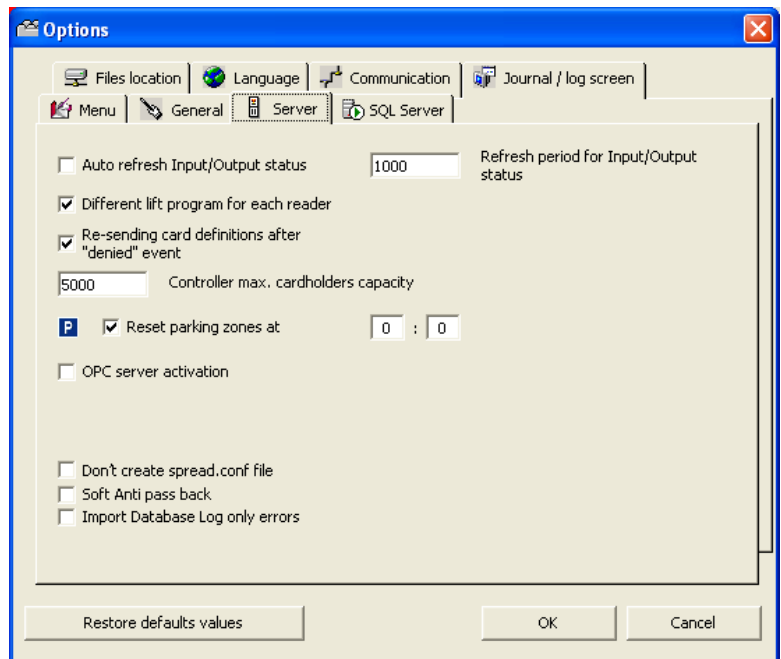 Options
Files location Language Communication Journal / log screen
Menu General Server SQL Server
Auto refresh Input/Output status 1000 Refresh period for Input/Output
status
Different lift program for each reader
Re-sending card definitions after
"denied" event
5000 Controller max. cardholders capacity
P Reset parking zones at 0 : 0
OPC server activation
Don't create spread.conf file
Soft Anti pass back
Import Database Log only errors
Restore defaults values OK Cancel